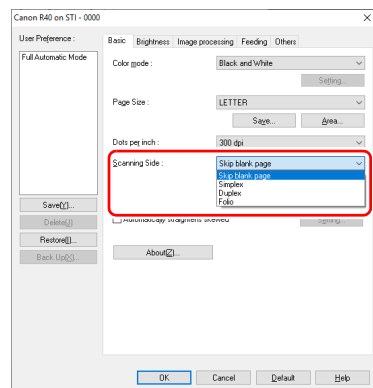 Canon R40 on STI - 0000
User Preference :
Full Automatic Mode
Save(Y)...
Delete(J)
Restore(I)...
Back Up(X)...
Basic Brightness Image processing Feeding Others
Color mode : Black and White
Setting...
Page Size : LETTER
Save... Area...
Dots per inch : 300 dpi
Scanning Side : Skip blank page
Skip blank page
Simplex
Duplex
Folio
Automatically straightens skewed
Setting...
About(Z)...
OK Cancel Default Help